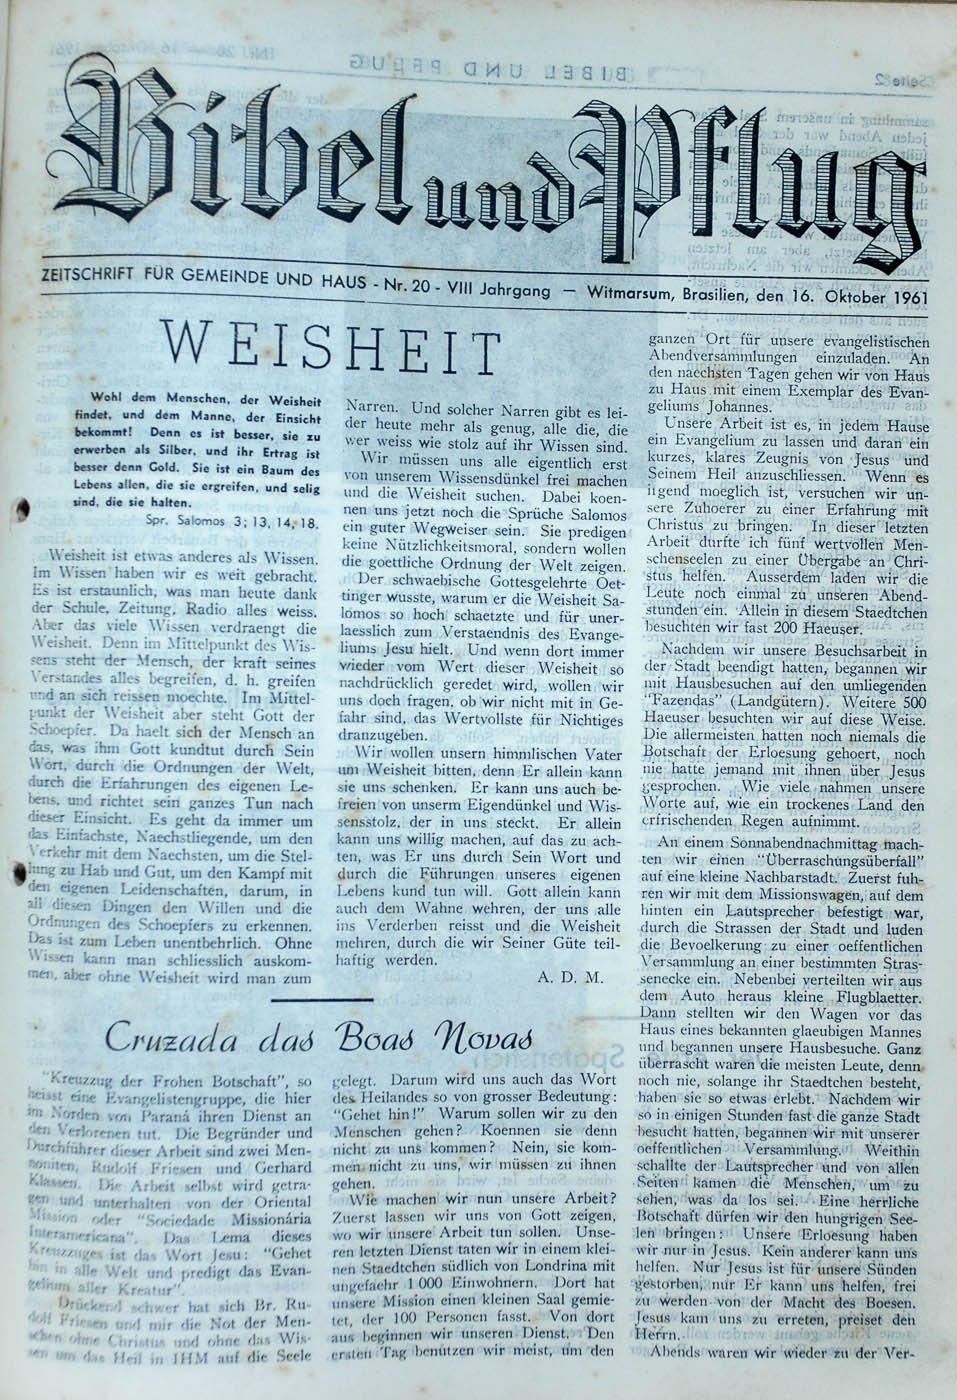 Bibel und Pflug
ZEITSCHRIFT FÜR GEMEINDE UND HAUS - Nr. 20 - VIII Jahrgang — Witmarsum, Brasilien, den 16. Oktober 1961
WEISHEIT
Wohl dem Menschen, der Weisheit
findet, und dem Manne, der Einsicht
bekommt! Denn es ist besser, sie zu
erwerben als Silber, und ihr Ertrag ist
besser denn Gold. Sie ist ein Baum des
Lebens allen, die sie ergreifen, und selig
sind, die sie halten.
Spr. Salomos 3; 13, 14, 18.
Weisheit ist etwas anderes als Wissen.
Im Wissen haben wir es weit gebracht.
Es ist erstaunlich, was man heute dank
der Schule, Zeitung, Radio alles weiss.
Aber das viele Wissen verdraengt die
Weisheit. Denn im Mittelpunkt des Wis-
sens steht der Mensch, der kraft seines
Verstandes alles begreifen, d. h. greifen
und an sich reissen moechte. Im Mittel-
punkt der Weisheit aber steht Gott der
Schoepfer. Da haelt sich der Mensch an
das, was ihm Gott kundtut durch Sein
Wort, durch die Ordnungen der Welt,
durch die Erfahrungen des eigenen Le-
bens, und richtet sein ganzes Tun nach
dieser Einsicht. Es geht da immer um
das Einfachste, Naechstliegende, um den
Verkehr mit dem Naechsten, um die Stel-
lung zu Hab und Gut, um den Kampf mit
den eigenen Leidenschaften, darum, in
all diesen Dingen den Willen und die
Ordnungen des Schoepfers zu erkennen.
Das ist zum Leben unentbehrlich. Ohne
Wissen kann man schliesslich auskom-
men, aber ohne Weisheit wird man zum
Narren. Und solcher Narren gibt es lei-
der heute mehr als genug, alle die, die
wer weiss wie stolz auf ihr Wissen sind.
Wir müssen uns alle eigentlich erst
von unserem Wissensdünkel frei machen
und die Weisheit suchen. Dabei koen-
nen uns jetzt noch die Sprüche Salomos
ein guter Wegweiser sein. Sie predigen
keine Nützlichkeitsmoral, sondern wollen
die goettliche Ordnung der Welt zeigen.
Der schwaebische Gottesgelehrte Oet-
tinger wusste, warum er die Weisheit Sa-
lomos so hoch schaetzte und für uner-
laesslich zum Verstaendnis des Evange-
liums Jesu hielt. Und wenn dort immer
wieder vom Wert dieser Weisheit so
nachdrücklich geredet wird, wollen wir
uns doch fragen, ob wir nicht mit in Ge-
fahr sind, das Wertvollste für Nichtiges
dranzugeben.
Wir wollen unsern himmlischen Vater
um Weisheit bitten, denn Er allein kann
sie uns schenken. Er kann uns auch be-
freien von unserm Eigendünkel und Wis-
sensstolz, der in uns steckt. Er allein
kann uns willig machen, auf das zu ach-
ten, was Er uns durch Sein Wort und
durch die Führungen unseres eigenen
Lebens kund tun will. Gott allein kann
auch dem Wahne wehren, der uns alle
ins Verderben reisst und die Weisheit
mehren, durch die wir Seiner Güte teil-
haftig werden.
A. D. M.
Cruzada das Boas Novas
"Kreuzzug der Frohen Botschaft", so
heisst eine Evangelistengruppe, die hier
im Norden von Paraná ihren Dienst an
den Verlorenen tut. Die Begründer und
Durchführer dieser Arbeit sind zwei Men-
noniten, Rudolf Friesen und Gerhard
Klassen. Die Arbeit selbst wird getra-
gen und unterhalten von der Oriental
Mission oder "Sociedade Missionária
Interamericana". Das Lema dieses
Kreuzzuges ist das Wort Jesu: "Gehet
hin in alle Welt und predigt das Evan-
gelium aller Kreatur".
Drückend schwer hat sich Br. Ru-
dolf Friesen und mir die Not der Men-
schen ohne Christus und ohne das Wis-
sen um das Heil in IHM auf die Seele
gelegt. Darum wird uns auch das Wort
des Heilandes so von grosser Bedeutung:
"Gehet hin!" Warum sollen wir zu den
Menschen gehen? Koennen sie denn
nicht zu uns kommen? Nein, sie kom-
men nicht zu uns, wir müssen zu ihnen
gehen.
Wie machen wir nun unsere Arbeit?
Zuerst lassen wir uns von Gott zeigen,
wo wir unsere Arbeit tun sollen. Unse-
ren letzten Dienst taten wir in einem klei-
nen Staedtchen südlich von Londrina mit
ungefaehr 1 000 Einwohnern. Dort hat
unsere Mission einen kleinen Saal gemie-
tet, der 100 Personen fasst. Von dort
aus beginnen wir unseren Dienst. Den
ersten Tag benutzen wir meist, um den
ganzen Ort für unsere evangelistischen
Abendversammlungen einzuladen. An
den naechsten Tagen gehen wir von Haus
zu Haus mit einem Exemplar des Evan-
geliums Johannes.
Unsere Arbeit ist es, in jedem Hause
ein Evangelium zu lassen und daran ein
kurzes, klares Zeugnis von Jesus und
Seinem Heil anzuschliessen. Wenn es
irgend moeglich ist, versuchen wir un-
sere Zuhoerer zu einer Erfahrung mit
Christus zu bringen. In dieser letzten
Arbeit durfte ich fünf wertvollen Men-
schenseelen zu einer Übergabe an Chri-
stus helfen. Ausserdem laden wir die
Leute noch einmal zu unseren Abend-
stunden ein. Allein in diesem Staedtchen
besuchten wir fast 200 Haeuser.
Nachdem wir unsere Besuchsarbeit in
der Stadt beendigt hatten, begannen wir
mit Hausbesuchen auf den umliegenden
"Fazendas" (Landgütern). Weitere 500
Haeuser besuchten wir auf diese Weise.
Die allermeisten hatten noch niemals die
Botschaft der Erloesung gehoert, noch
nie hatte jemand mit ihnen über Jesus
gesprochen. Wie viele nahmen unsere
Worte auf, wie ein trockenes Land den
erfrischenden Regen aufnimmt.
An einem Sonnabendnachmittag mach-
ten wir einen "Überraschungsüberfall"
auf eine kleine Nachbarstadt. Zuerst fuh-
ren wir mit dem Missionswagen, auf dem
hinten ein Lautsprecher befestigt war,
durch die Strassen der Stadt und luden
die Bevoelkerung zu einer oeffentlichen
Versammlung an einer bestimmten Stras-
senecke ein. Nebenbei verteilten wir aus
dem Auto heraus kleine Flugblaetter.
Dann stellten wir den Wagen vor das
Haus eines bekannten glaeubigen Mannes
und begannen unsere Hausbesuche. Ganz
überrascht waren die meisten Leute, denn
noch nie, solange ihr Staedtchen besteht,
haben sie so etwas erlebt. Nachdem wir
so in einigen Stunden fast die ganze Stadt
besucht hatten, begannen wir mit unserer
oeffentlichen Versammlung. Weithin
schallte der Lautsprecher und von allen
Seiten kamen die Menschen, um zu
sehen, was da los sei. Eine herrliche
Botschaft dürfen wir den hungrigen See-
len bringen: Unsere Erloesung haben
wir nur in Jesus. Kein anderer kann uns
helfen. Nur Jesus ist für unsere Sünden
gestorben, nur Er kann uns helfen, frei
zu werden von der Macht des Boesen.
Jesus kam uns zu erreten, preiset den
Herrn.
Abends waren wir wieder zu der Ver-